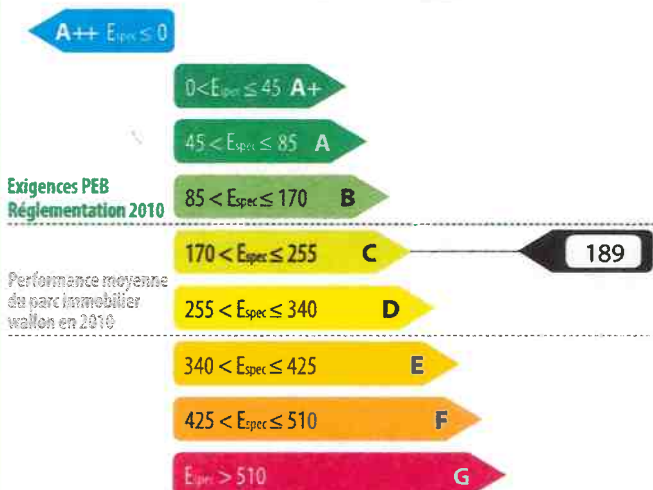 A++ Espec ≤ 0
0 < Espec ≤ 45 A+
45 < Espec ≤ 85 A
Exigences PEB
Réglementation 2010
85 < Espec ≤ 170 B
170 < Espec ≤ 255 C
189
Performance moyenne
du parc immobilier
wallon en 2010
255 < Espec ≤ 340 D
340 < Espec ≤ 425 E
425 < Espec ≤ 510 F
Espec > 510 G